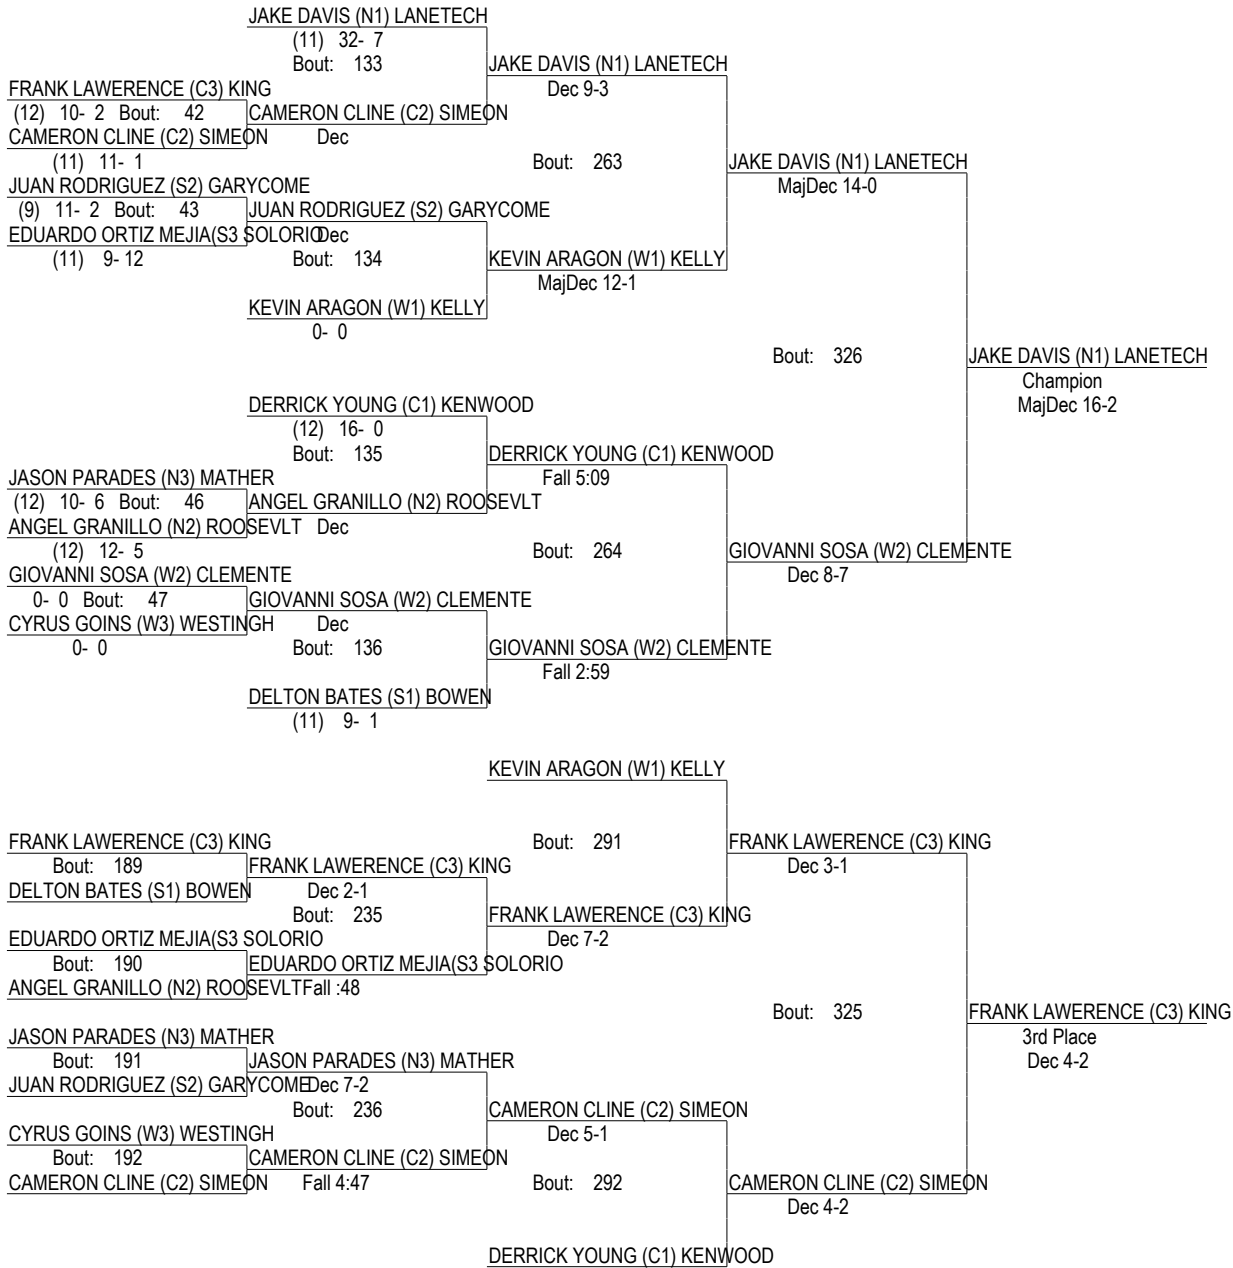 JAKE DAVIS (N1) LANETECH
(11) 32- 7
Bout: 133 JAKE DAVIS (N1) LANETECH
FRANK LAWERENCE (C3) KING Dec 9-3
(12) 10- 2 Bout: 42 CAMERON CLINE (C2) SIMEON
CAMERON CLINE (C2) SIMEON Dec
(11) 11- 1 Bout: 263 JAKE DAVIS (N1) LANETECH
JUAN RODRIGUEZ (S2) GARYCOME MajDec 14-0
(9) 11- 2 Bout: 43 JUAN RODRIGUEZ (S2) GARYCOME
EDUARDO ORTIZ MEJIA(S3 SOLORIO Dec
(11) 9- 12 Bout: 134 KEVIN ARAGON (W1) KELLY
MajDec 12-1
KEVIN ARAGON (W1) KELLY
0- 0
Bout: 326 JAKE DAVIS (N1) LANETECH
Champion
DERRICK YOUNG (C1) KENWOOD MajDec 16-2
(12) 16- 0
Bout: 135 DERRICK YOUNG (C1) KENWOOD
JASON PARADES (N3) MATHER Fall 5:09
(12) 10- 6 Bout: 46 ANGEL GRANILLO (N2) ROOSEVLT
ANGEL GRANILLO (N2) ROOSEVLT Dec
(12) 12- 5 Bout: 264 GIOVANNI SOSA (W2) CLEMENTE
GIOVANNI SOSA (W2) CLEMENTE Dec 8-7
0- 0 Bout: 47 GIOVANNI SOSA (W2) CLEMENTE
CYRUS GOINS (W3) WESTINGH Dec
0- 0 Bout: 136 GIOVANNI SOSA (W2) CLEMENTE
Fall 2:59
DELTON BATES (S1) BOWEN
(11) 9- 1
KEVIN ARAGON (W1) KELLY
FRANK LAWERENCE (C3) KING Bout: 291 FRANK LAWERENCE (C3) KING
Bout: 189 FRANK LAWERENCE (C3) KING Dec 3-1
DELTON BATES (S1) BOWEN Dec 2-1
Bout: 235 FRANK LAWERENCE (C3) KING
EDUARDO ORTIZ MEJIA(S3 SOLORIO Dec 7-2
Bout: 190 EDUARDO ORTIZ MEJIA(S3 SOLORIO
ANGEL GRANILLO (N2) ROOSEVLT Fall :48
Bout: 325 FRANK LAWERENCE (C3) KING
JASON PARADES (N3) MATHER 3rd Place
Bout: 191 JASON PARADES (N3) MATHER Dec 4-2
JUAN RODRIGUEZ (S2) GARYCOME Dec 7-2
Bout: 236 CAMERON CLINE (C2) SIMEON
CYRUS GOINS (W3) WESTINGH Dec 5-1
Bout: 192 CAMERON CLINE (C2) SIMEON
CAMERON CLINE (C2) SIMEON Fall 4:47 Bout: 292 CAMERON CLINE (C2) SIMEON
Dec 4-2
DERRICK YOUNG (C1) KENWOOD